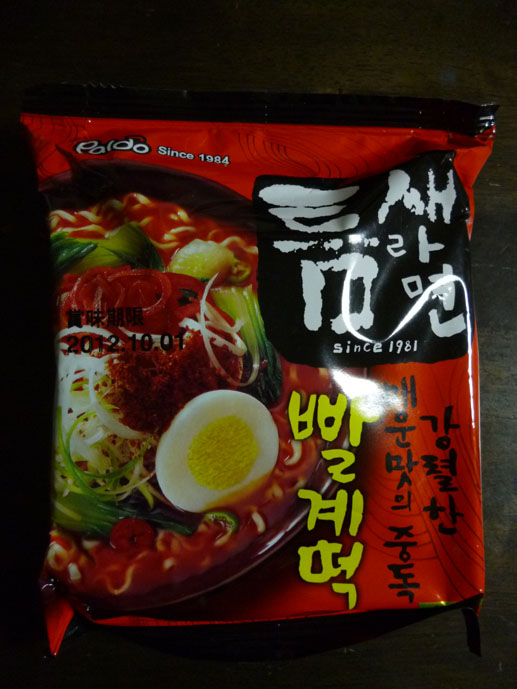 Paldo Since 1984
틈새
라면
since 1981
賞味期限
2012.10.01
빨계떡
강렬한
매운맛의 중독